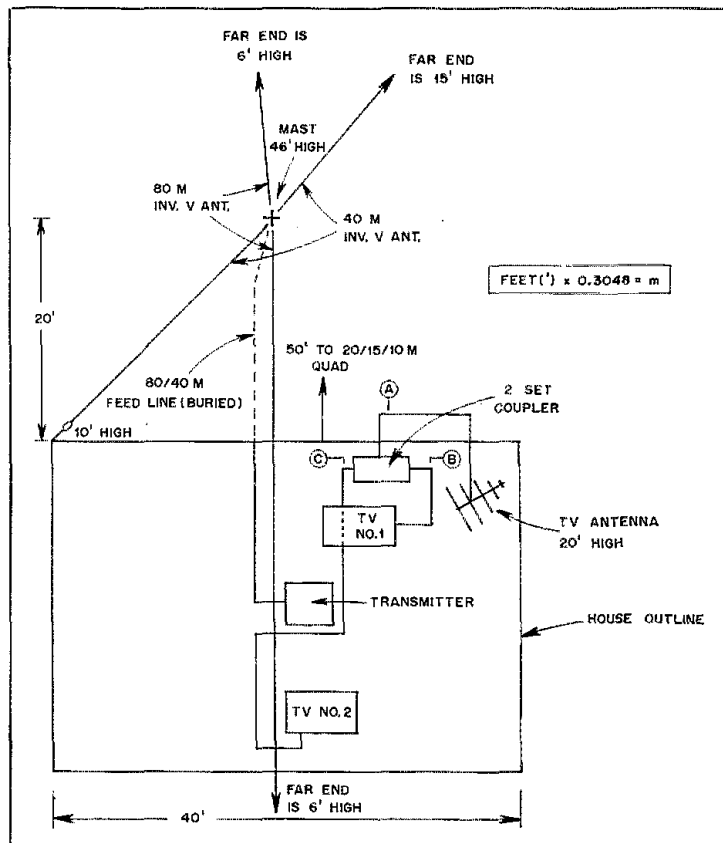 FAR END IS
6' HIGH
FAR END
IS 15' HIGH
MAST
46' HIGH
80 M
INV. V ANT.
40 M
INV. V ANT.
FEET(') x 0.3048 = m
20'
50' TO 20/15/10 M
QUAD
80/40 M
FEED LINE (BURIED)
2 SET
COUPLER
A
10' HIGH
C
B
TV
NO.1
TV ANTENNA
20' HIGH
TRANSMITTER
HOUSE OUTLINE
TV NO.2
FAR END
IS 6' HIGH
40'